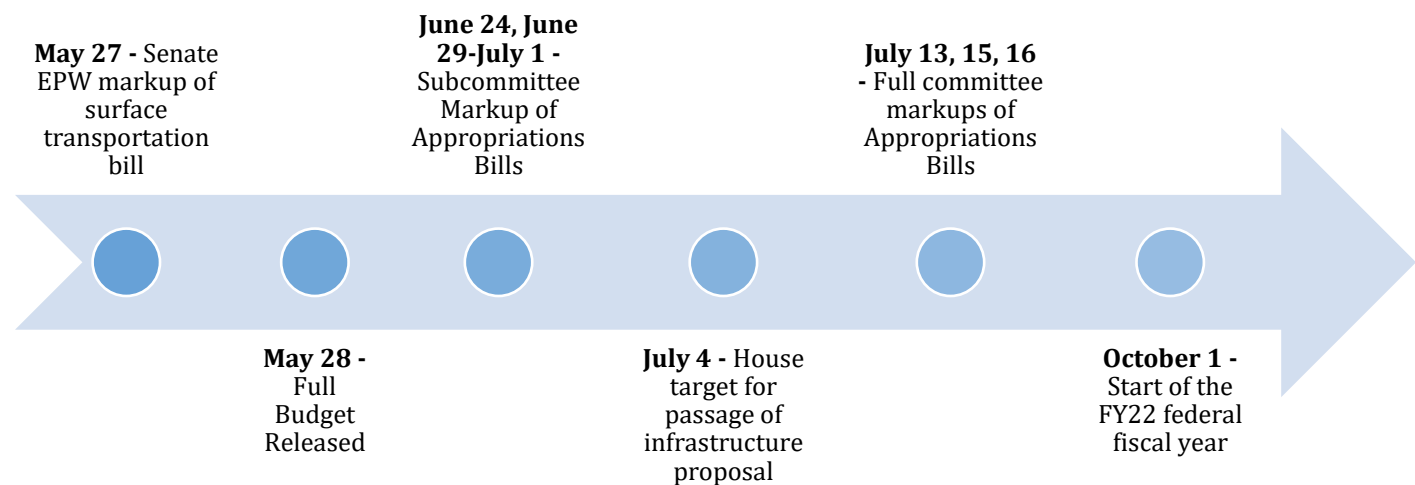 May 27 - Senate
EPW markup of
surface
transportation
bill
May 28 -
Full
Budget
Released
June 24, June
29-July 1 -
Subcommittee
Markup of
Appropriations
Bills
July 4 - House
target for
passage of
infrastructure
proposal
July 13, 15, 16
- Full committee
markups of
Appropriations
Bills
October 1 -
Start of the
FY22 federal
fiscal year